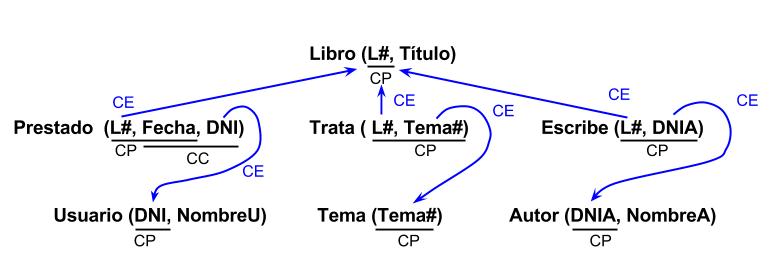 Libro (L#, Título)
CP
CE CE CE CE CE
Prestado (L#, Fecha, DNI) Trata ( L#, Tema#) Escribe (L#, DNIA)
CP CC CP CP
CE
Usuario (DNI, NombreU) Tema (Tema#) Autor (DNIA, NombreA)
CP CP CP